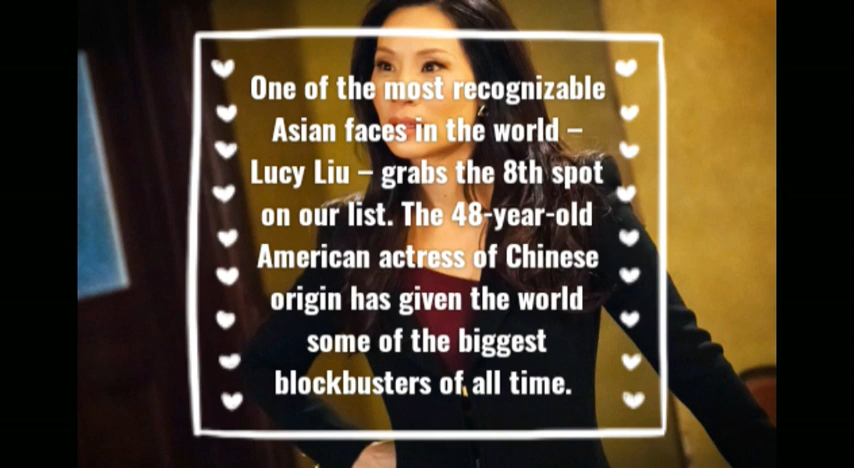 One of the most recognizable
Asian faces in the world –
Lucy Liu – grabs the 8th spot
on our list. The 48-year-old
American actress of Chinese
origin has given the world
some of the biggest
blockbusters of all time.